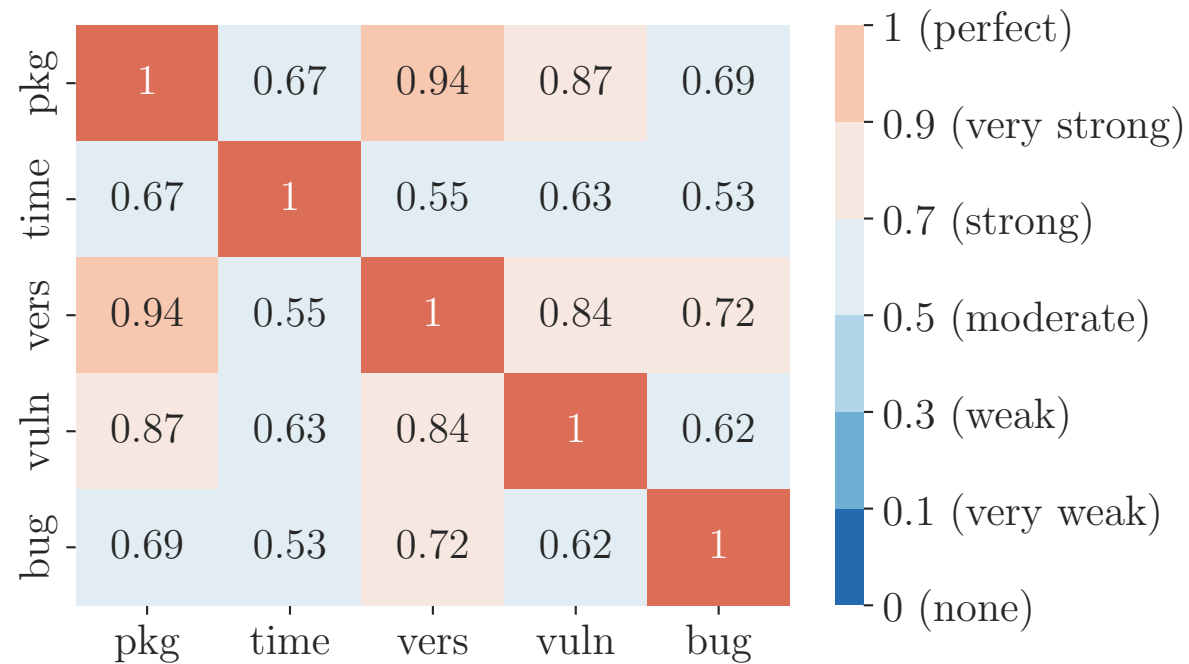 pkg 1 0.67 0.94 0.87 0.69
time 0.67 1 0.55 0.63 0.53
vers 0.94 0.55 1 0.84 0.72
vuln 0.87 0.63 0.84 1 0.62
bug 0.69 0.53 0.72 0.62 1
pkg time vers vuln bug
1 (perfect)
0.9 (very strong)
0.7 (strong)
0.5 (moderate)
0.3 (weak)
0.1 (very weak)
0 (none)